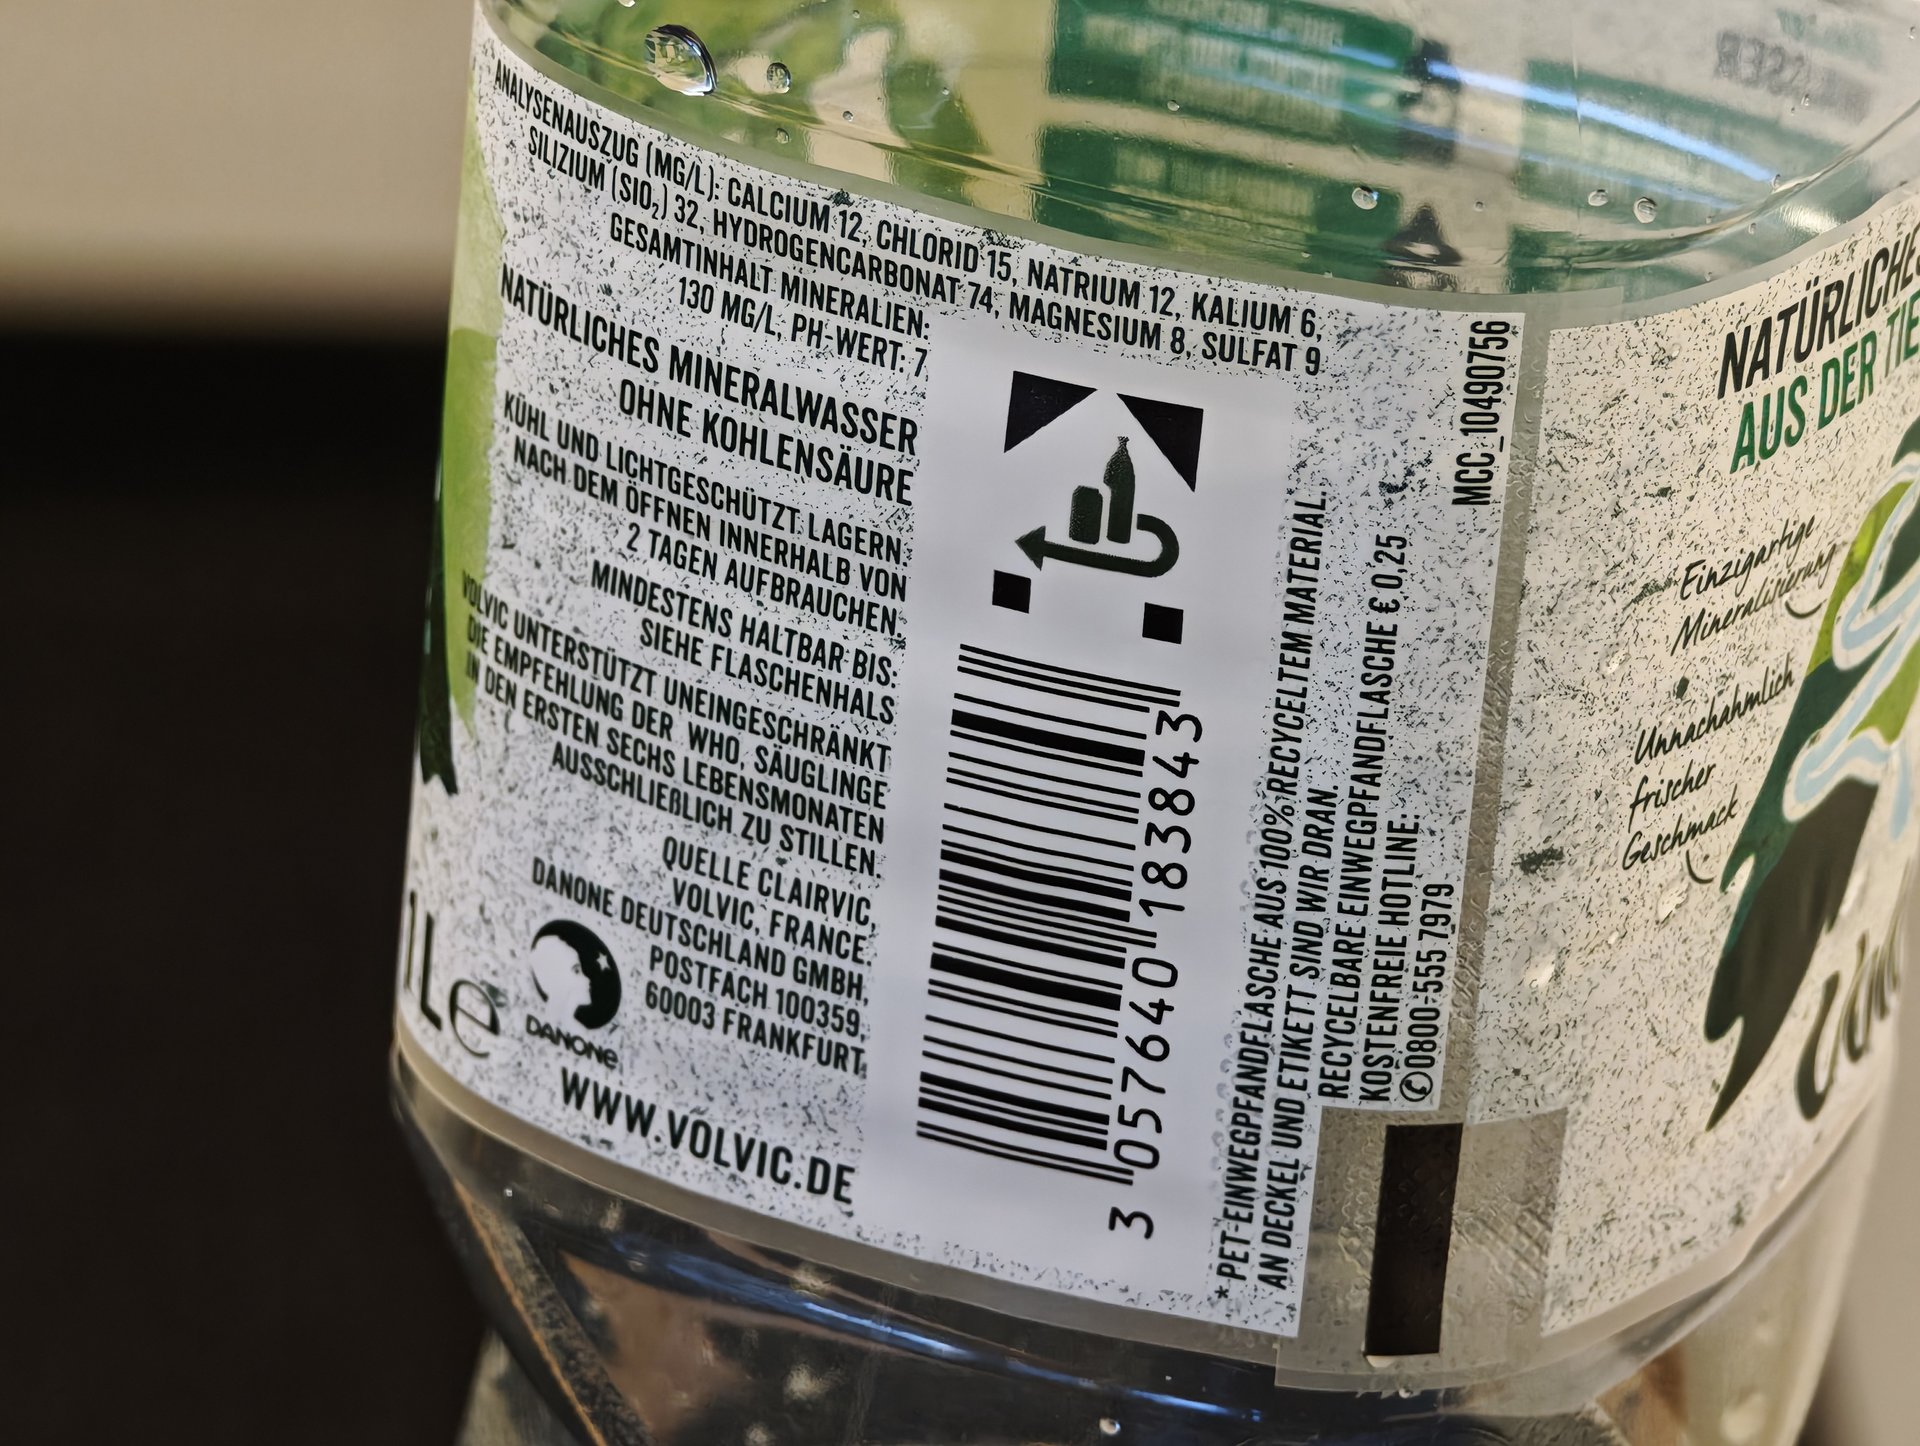 ANALYSENAUSZUG (MG/L): CALCIUM 12, CHLORID 15, NATRIUM 12, KALIUM 6,
SILIZIUM (SIO₂) 32, HYDROGENCARBONAT 74, MAGNESIUM 8, SULFAT 9
GESAMTINHALT MINERALIEN:
130 MG/L, PH-WERT: 7
NATÜRLICHES MINERALWASSER
OHNE KOHLENSÄURE
KÜHL UND LICHTGESCHÜTZT LAGERN.
NACH DEM ÖFFNEN INNERHALB VON
2 TAGEN AUFBRAUCHEN.
MINDESTENS HALTBAR BIS:
SIEHE FLASCHENHALS
VOLVIC UNTERSTÜTZT UNEINGESCHRÄNKT
DIE EMPFEHLUNG DER WHO, SÄUGLINGE
IN DEN ERSTEN SECHS LEBENSMONATEN
AUSSCHLIEßLICH ZU STILLEN.
QUELLE CLAIRVIC,
VOLVIC, FRANCE.
DANONE DEUTSCHLAND GMBH,
POSTFACH 100359,
60003 FRANKFURT
1Le
DANONE
WWW.VOLVIC.DE
3 057640 183843
* PET-EINWEGPFANDFLASCHE AUS 100% RECYCELTEM MATERIAL.
AN DECKEL UND ETIKETT SIND WIR DRAN.
RECYCELBARE EINWEGPFANDFLASCHE € 0,25
KOSTENFREIE HOTLINE:
✆0800-555 7979
MCC_10490756
NATÜRLICHES
AUS DER
Einzigartige
Mineralisierung
Unnachahmlich
frischer
Geschmack